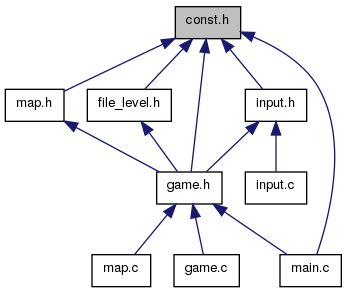 const.h
map.h
file_level.h
input.h
game.h
input.c
map.c
game.c
main.c